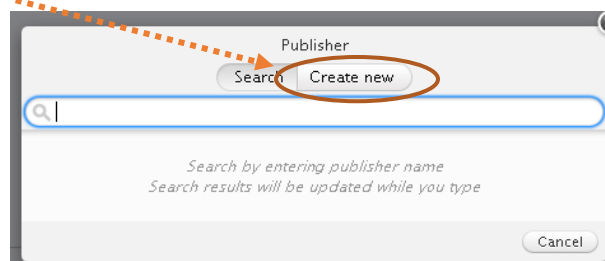 Publisher
Search Create new
Search by entering publisher name
Search results will be updated while you type
Cancel